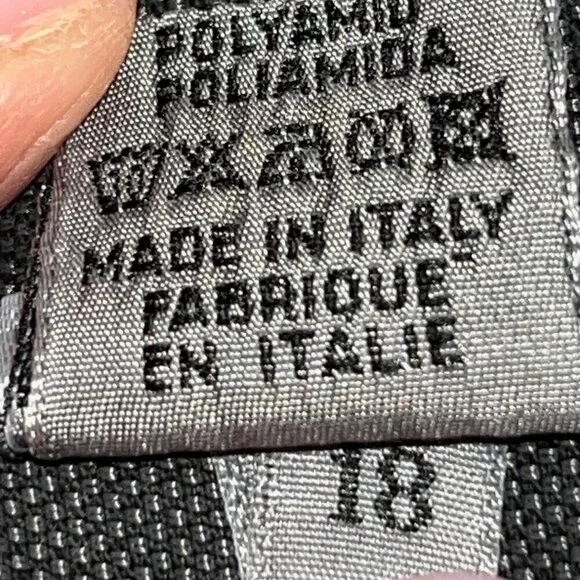 POLYAMID
POLIAMIDA
MADE IN ITALY
FABRIQUE
EN ITALIE
18